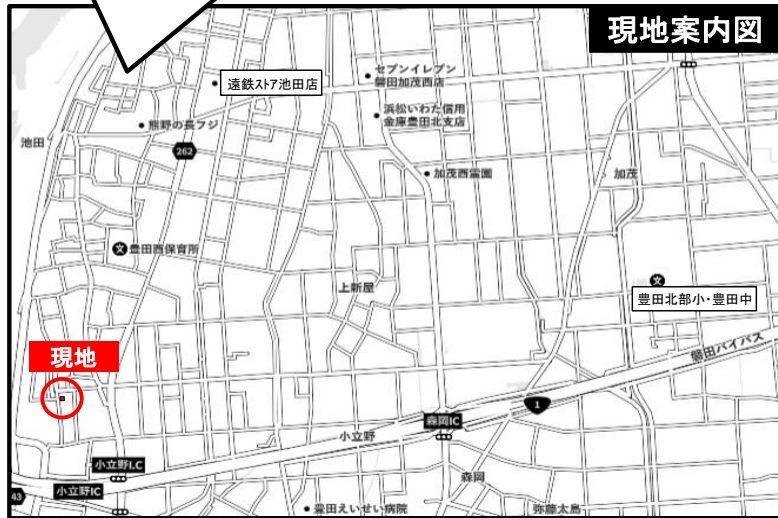 現地案内図
遠鉄ストア池田店
セブンイレブン
磐田加茂西店
浜松いわた信用
金庫豊田北支店
熊野の長フジ
池田
262
加茂西霊園
加茂
文
豊田西保育所
上新屋
文
豊田北部小・豊田中
現地
磐田バイパス
1
森岡IC
小立野
小立野I.C
小立野IC
森岡
43
豊田えいせい病院
弥藤太島